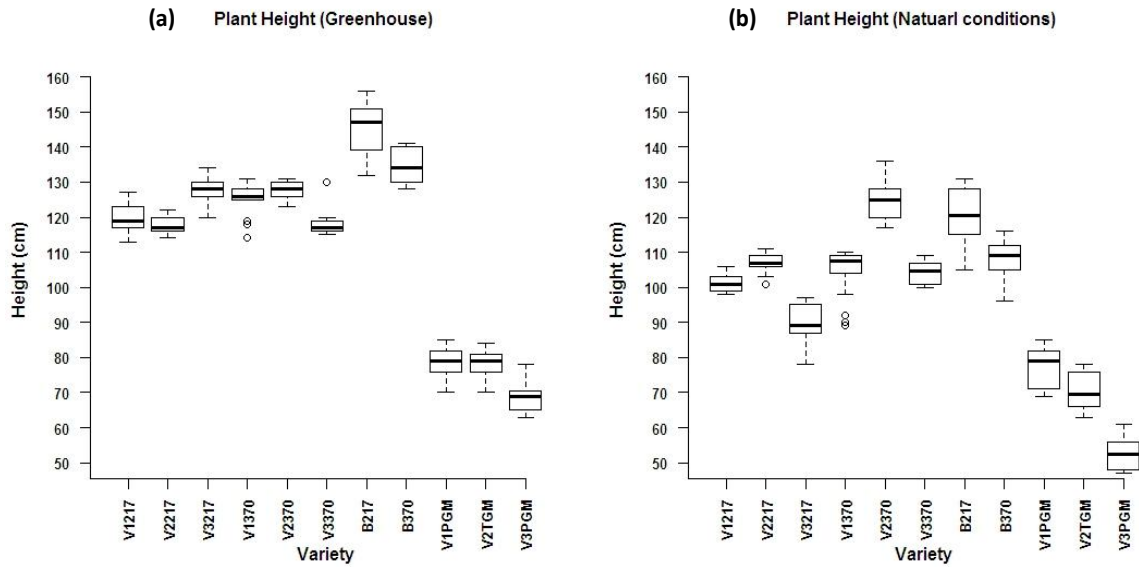 (a) Plant Height (Greenhouse)
Height (cm)
160
150
140
130
120
110
100
90
80
70
60
50
V1217
V2217
V3217
V1370
V2370
V3370
B217
B370
V1PGM
V2TGM
V3PGM
Variety
(b) Plant Height (Natuarl conditions)
Height (cm)
160
150
140
130
120
110
100
90
80
70
60
50
V1217
V2217
V3217
V1370
V2370
V3370
B217
B370
V1PGM
V2TGM
V3PGM
Variety